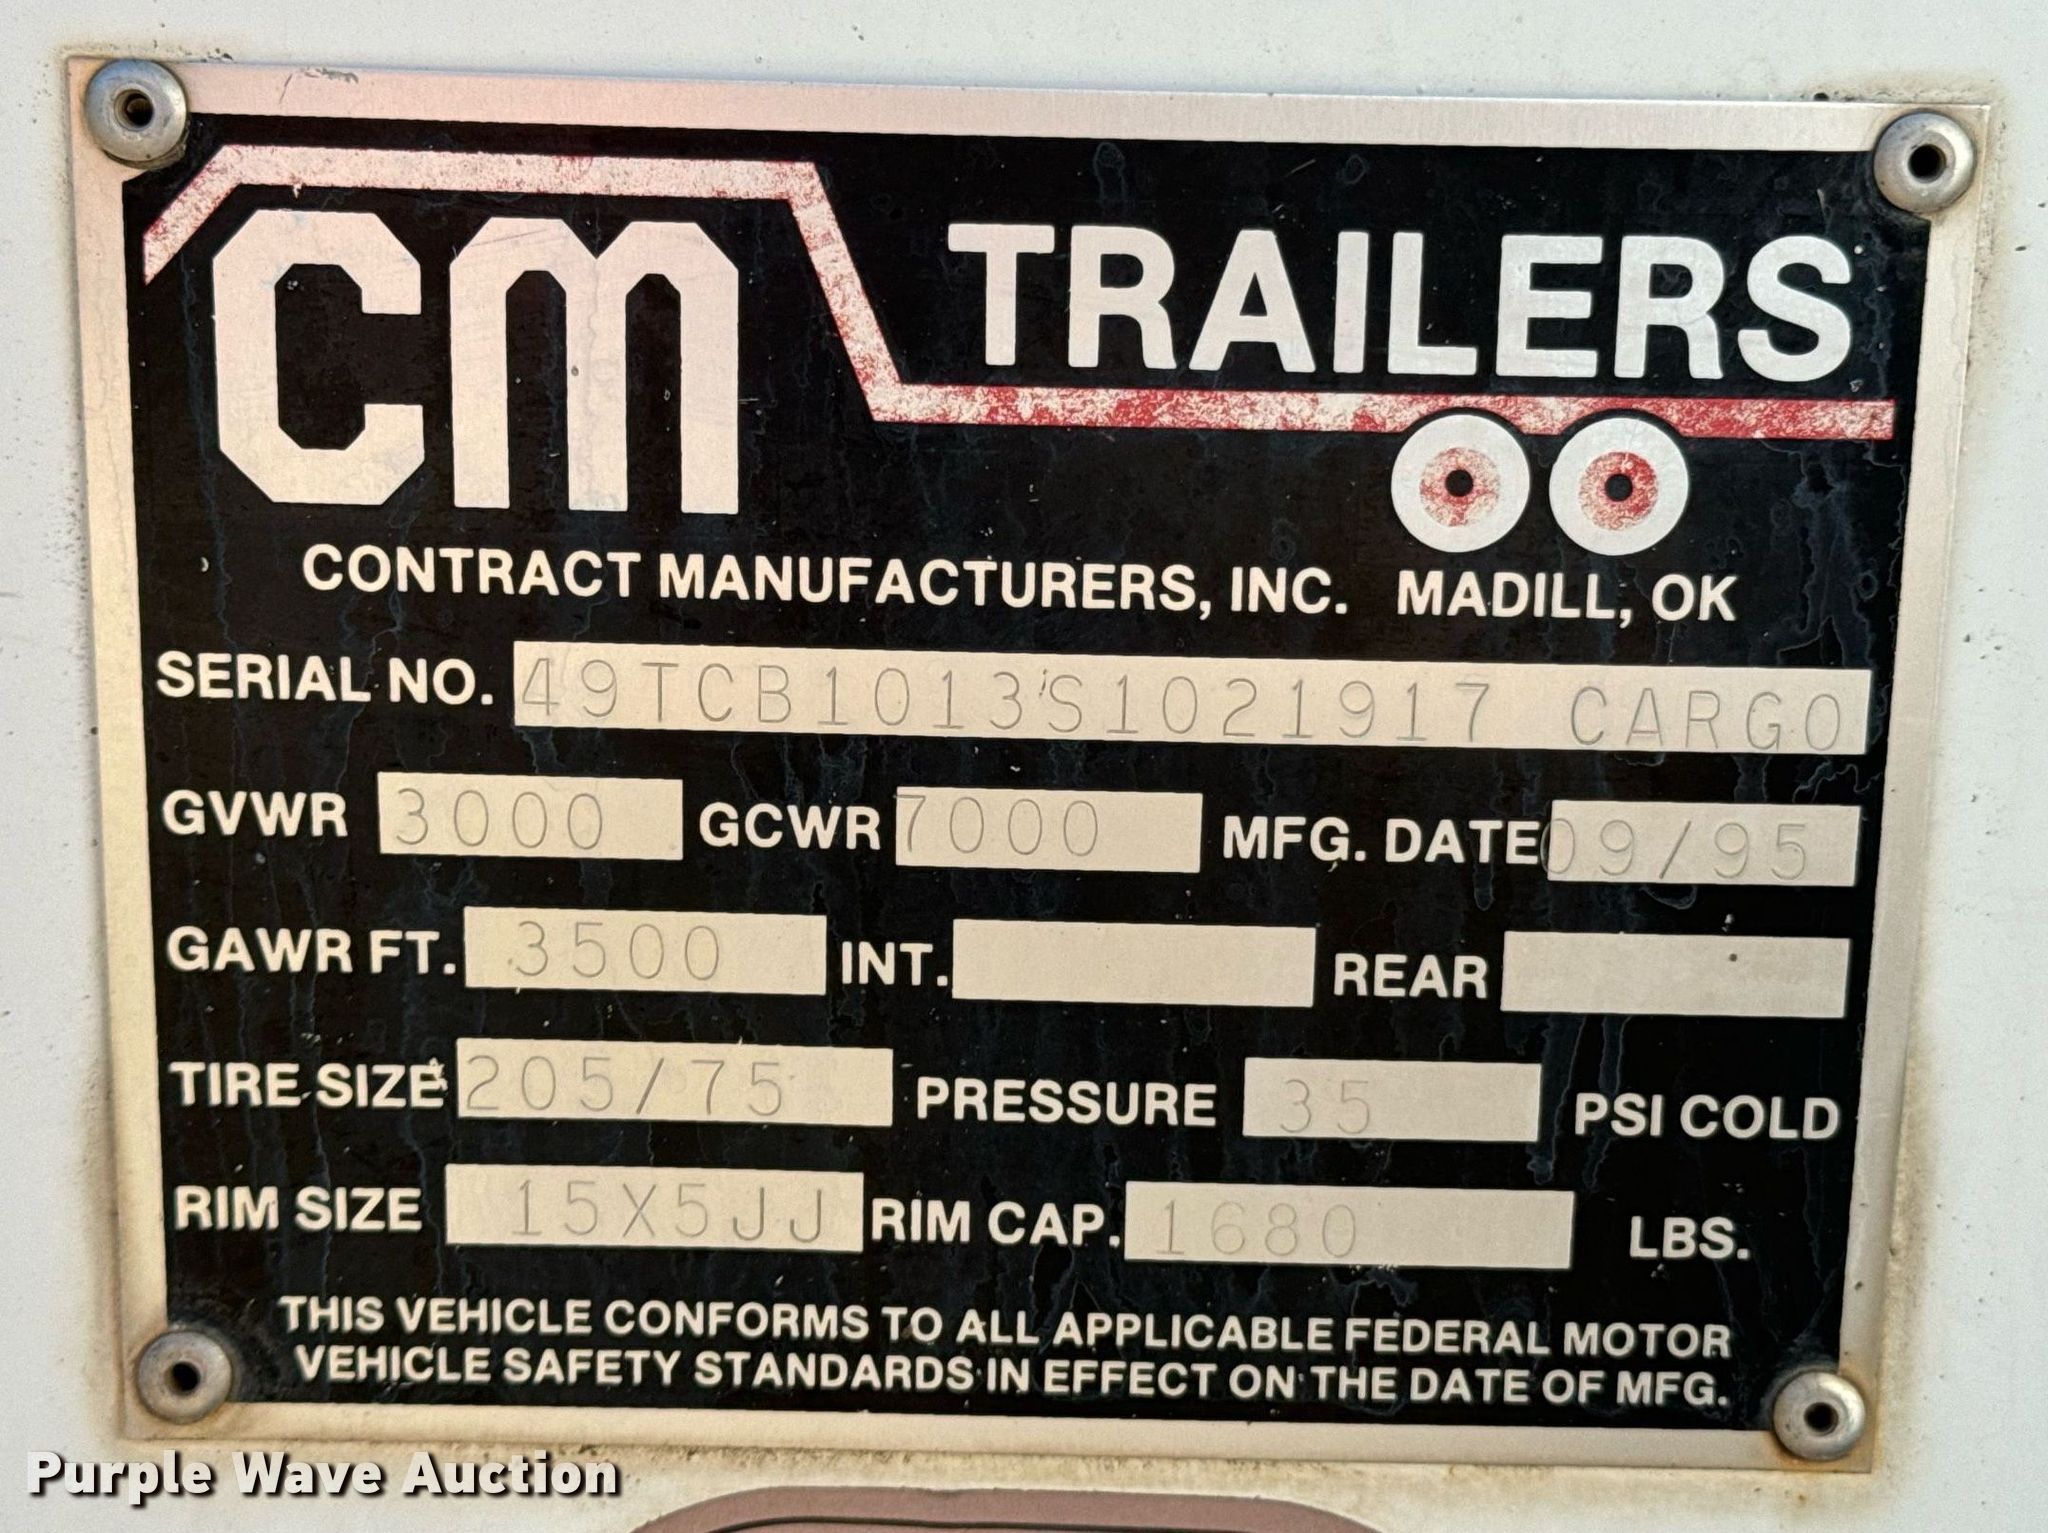 CM TRAILERS
CONTRACT MANUFACTURERS, INC. MADILL, OK
SERIAL NO. 49TCB1013S1021917 CARGO
GVWR 3000 GCWR 7000 MFG. DATE 09/95
GAWR FT. 3500 INT. REAR
TIRE SIZE 205/75 PRESSURE 35 PSI COLD
RIM SIZE 15X5JJ RIM CAP. 1680 LBS.
THIS VEHICLE CONFORMS TO ALL APPLICABLE FEDERAL MOTOR
VEHICLE SAFETY STANDARDS IN EFFECT ON THE DATE OF MFG.
Purple Wave Auction